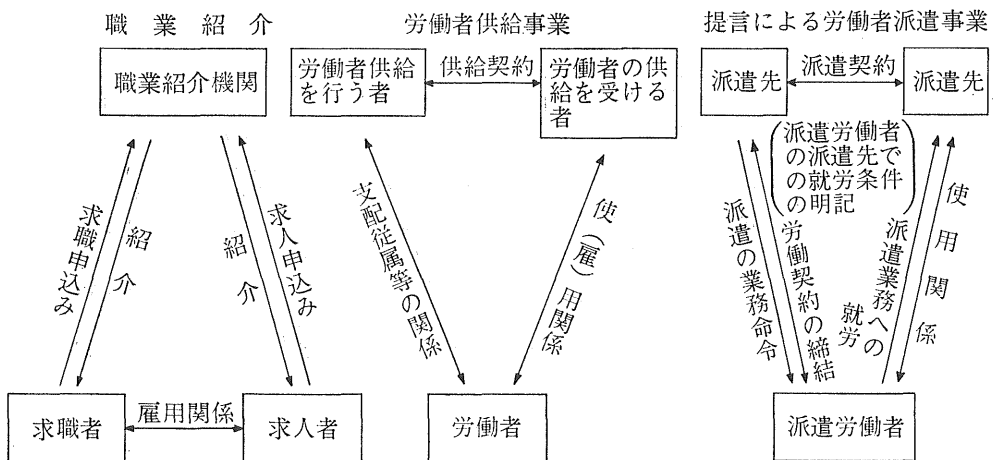 職業紹介
職業紹介機関
求職申込み
紹介
紹介
求人申込み
求職者
雇用関係
求人者
労働者供給事業
労働者供給
を行う者
供給契約
労働者の供
給を受ける
者
支配従属等の関係
使(雇)用関係
労働者
提言による労働者派遣事業
派遣先
派遣契約
派遣先
派遣労働者
の派遣先で
の就労条件
の明記
派遣の業務命令
労働契約の締結
派遣業務への
就労
使用関係
派遣労働者